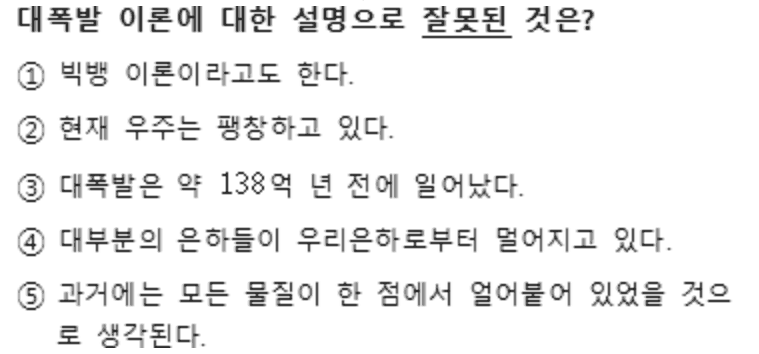 대폭발 이론에 대한 설명으로 잘못된 것은?
① 빅뱅 이론이라고도 한다.
② 현재 우주는 팽창하고 있다.
③ 대폭발은 약 138억 년 전에 일어났다.
④ 대부분의 은하들이 우리은하로부터 멀어지고 있다.
⑤ 과거에는 모든 물질이 한 점에서 얼어붙어 있었을 것으
로 생각된다.